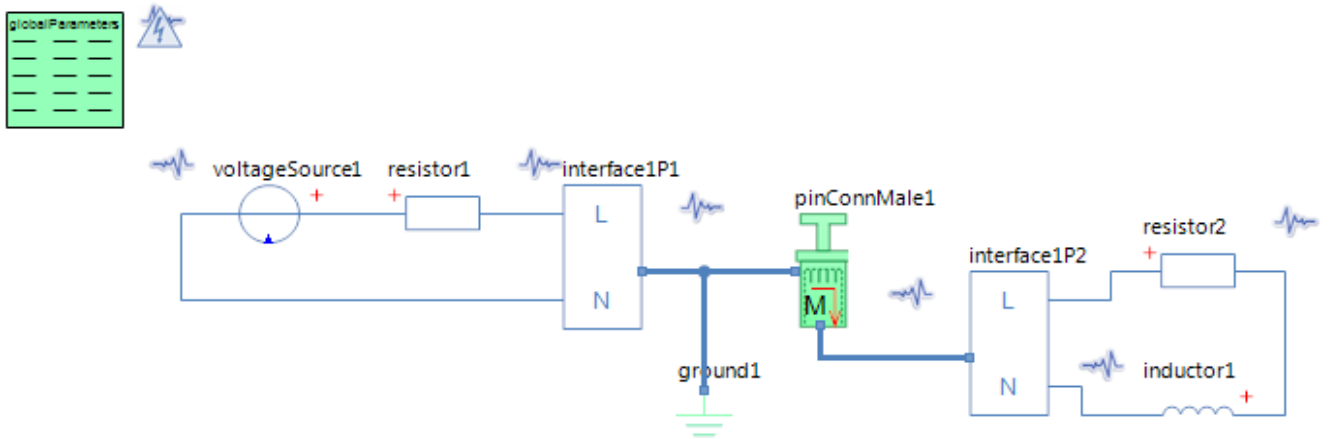 globalParameters
voltageSource1
resistor1
interface1P1
L
N
pinConnMale1
M
ground1
interface1P2
L
N
resistor2
inductor1